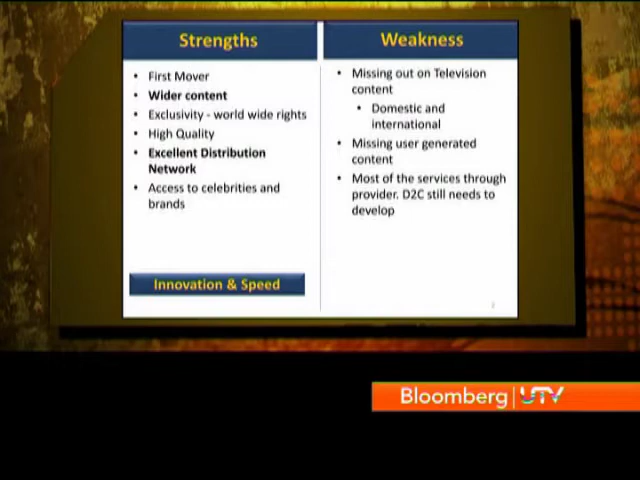 Strengths
• First Mover
• Wider content
• Exclusivity - world wide rights
• High Quality
• Excellent Distribution
Network
• Access to celebrities and
brands
Innovation & Speed
Weakness
• Missing out on Television
content
• Domestic and
international
• Missing user generated
content
• Most of the services through
provider. D2C still needs to
develop
Bloomberg | UTV